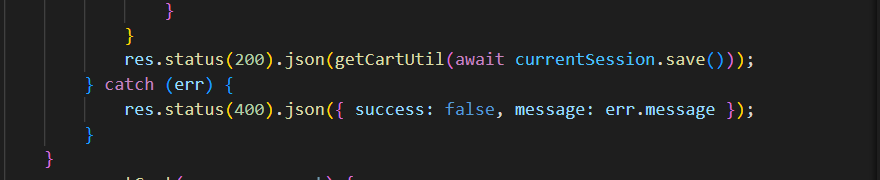 }
}
res.status(200).json(getCartUtil(await currentSession.save()));
} catch (err) {
res.status(400).json({ success: false, message: err.message });
}
}